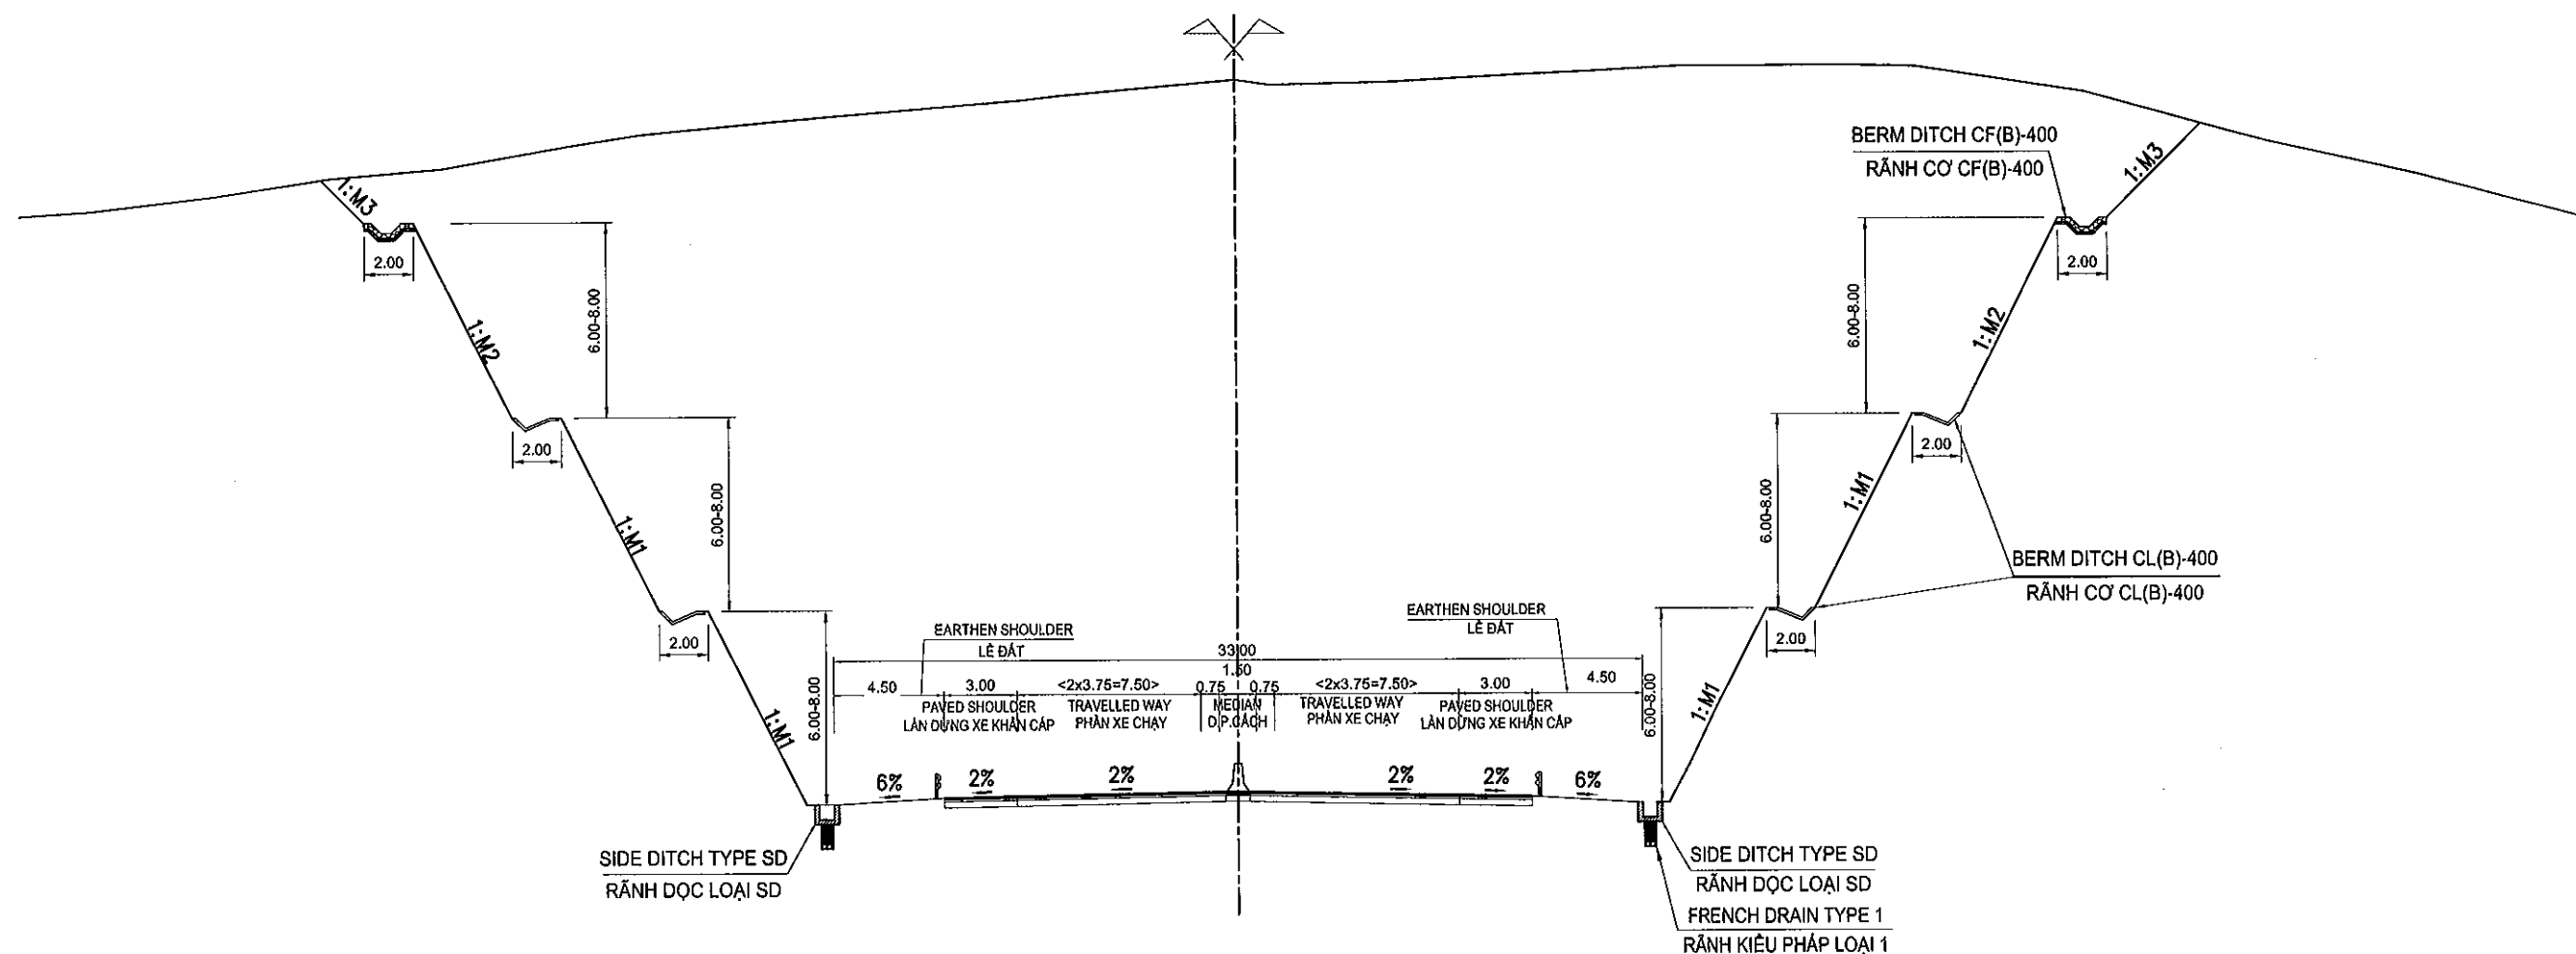 BERM DITCH CF(B)-400
RÃNH CƠ CF(B)-400
1:M3
1:M3
2.00
2.00
6.00-8.00
6.00-8.00
1:M2
1:M2
2.00
2.00
6.00-8.00
6.00-8.00
1:M1
1:M1
BERM DITCH CL(B)-400
RÃNH CƠ CL(B)-400
2.00
2.00
EARTHEN SHOULDER
LỀ ĐẤT
EARTHEN SHOULDER
LỀ ĐẤT
33.00
1.50
4.50
3.00
<2x3.75=7.50>
0.75
0.75
<2x3.75=7.50>
3.00
4.50
PAVED SHOULDER
LÀN DỪNG XE KHẨN CẤP
TRAVELLED WAY
PHẦN XE CHẠY
MEDIAN
D.P.CÁCH
TRAVELLED WAY
PHẦN XE CHẠY
PAVED SHOULDER
LÀN DỪNG XE KHẨN CẤP
6.00-8.00
6.00-8.00
1:M1
1:M1
6%
2%
2%
2%
2%
6%
SIDE DITCH TYPE SD
RÃNH DỌC LOẠI SD
SIDE DITCH TYPE SD
RÃNH DỌC LOẠI SD
FRENCH DRAIN TYPE 1
RÃNH KIỂU PHÁP LOẠI 1